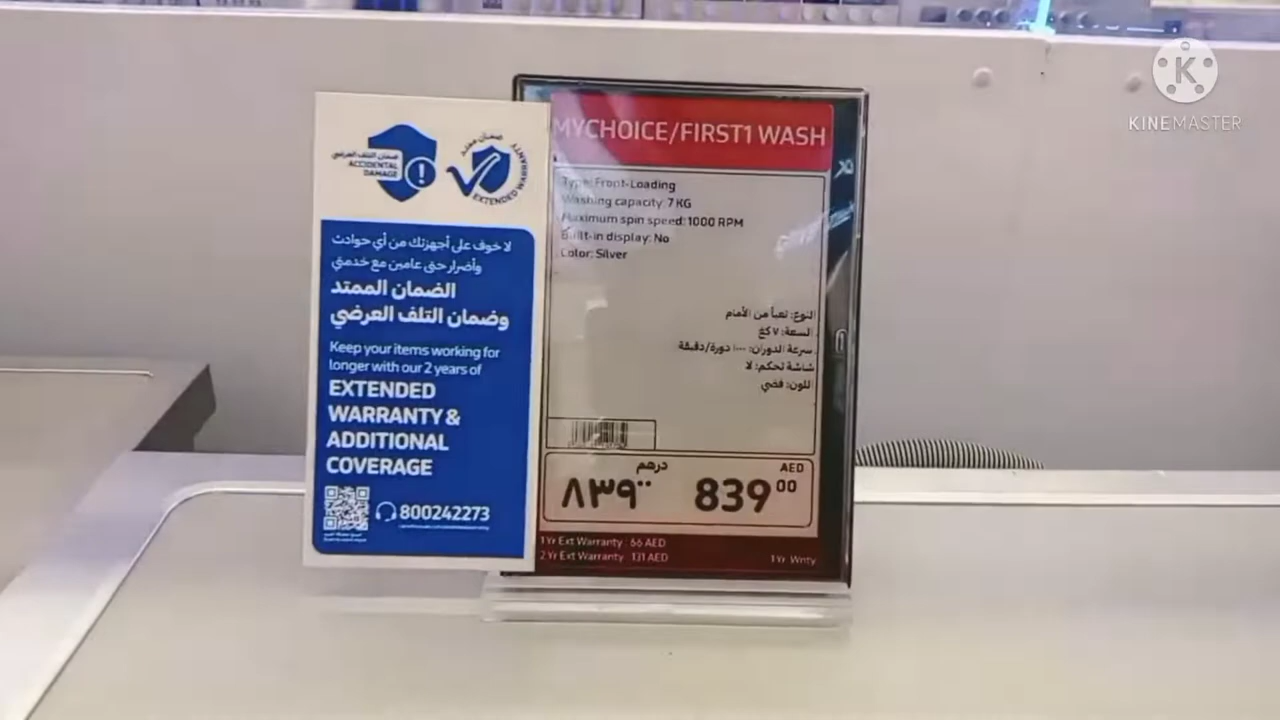 KINEMASTER
ضمان التلف العرضي
ACCIDENTAL
DAMAGE
ضمان ممتد
EXTENDED WARRANTY
لا خوف على أجهزتك من أي حوادث
وأضرار حتى عامين مع خدمتي
الضمان الممتد
وضمان التلف العرضي
Keep your items working for
longer with our 2 years of
EXTENDED
WARRANTY &
ADDITIONAL
COVERAGE
800242273
MYCHOICE/FIRST1 WASH
Type: Front-Loading
Washing capacity: 7 KG
Maximum spin speed: 1000 RPM
Built-in display: No
Color: Silver
النوع: تعبأ من الأمام
السعة: ٧ كغ
سرعة الدوران: ١٠٠٠ دورة/دقيقة
شاشة تحكم: لا
اللون: فضي
درهم
٨٣٩٠٠
AED
839 00
1 Yr Ext Warranty : 66 AED
2 Yr Ext Warranty : 131 AED
1 Yr Wnty